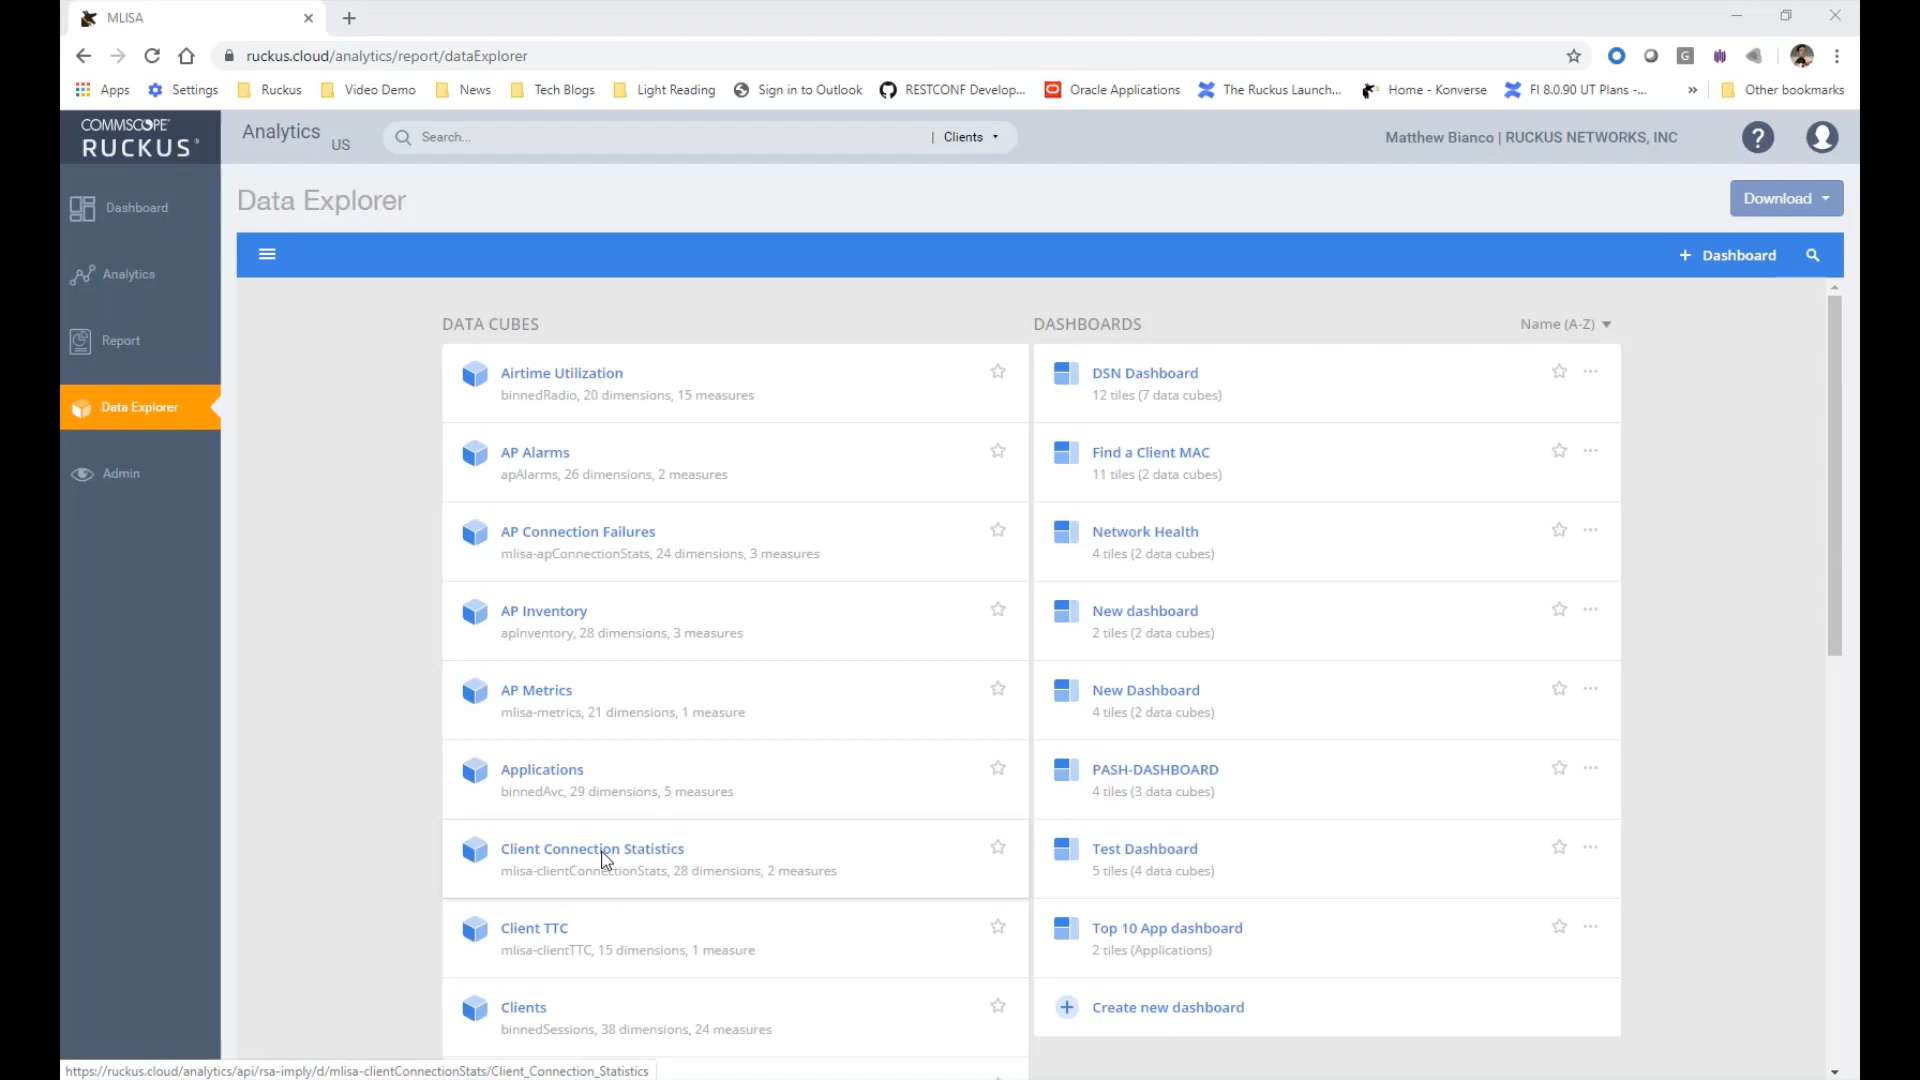 MLISA
ruckus.cloud/analytics/report/dataExplorer
G
Apps Settings Ruckus Video Demo News Tech Blogs Light Reading Sign in to Outlook RESTCONF Develop... Oracle Applications The Ruckus Launch... Home - Konverse FI 8.0.90 UT Plans -... » Other bookmarks
COMMSCOPE
RUCKUS
Analytics US
Search... | Clients
Matthew Bianco | RUCKUS NETWORKS, INC
?
Dashboard
Analytics
Report
Data Explorer
Admin
Data Explorer
Download
+ Dashboard
DATA CUBES
Airtime Utilization
binnedRadio, 20 dimensions, 15 measures
AP Alarms
apAlarms, 26 dimensions, 2 measures
AP Connection Failures
mlisa-apConnectionStats, 24 dimensions, 3 measures
AP Inventory
apInventory, 28 dimensions, 3 measures
AP Metrics
mlisa-metrics, 21 dimensions, 1 measure
Applications
binnedAvc, 29 dimensions, 5 measures
Client Connection Statistics
mlisa-clientConnectionStats, 28 dimensions, 2 measures
Client TTC
mlisa-clientTTC, 15 dimensions, 1 measure
Clients
binnedSessions, 38 dimensions, 24 measures
DASHBOARDS
Name (A-Z)
DSN Dashboard
12 tiles (7 data cubes)
Find a Client MAC
11 tiles (2 data cubes)
Network Health
4 tiles (2 data cubes)
New dashboard
2 tiles (2 data cubes)
New Dashboard
4 tiles (2 data cubes)
PASH-DASHBOARD
4 tiles (3 data cubes)
Test Dashboard
5 tiles (4 data cubes)
Top 10 App dashboard
2 tiles (Applications)
Create new dashboard
https://ruckus.cloud/analytics/api/rsa-imply/d/mlisa-clientConnectionStats/Client_Connection_Statistics